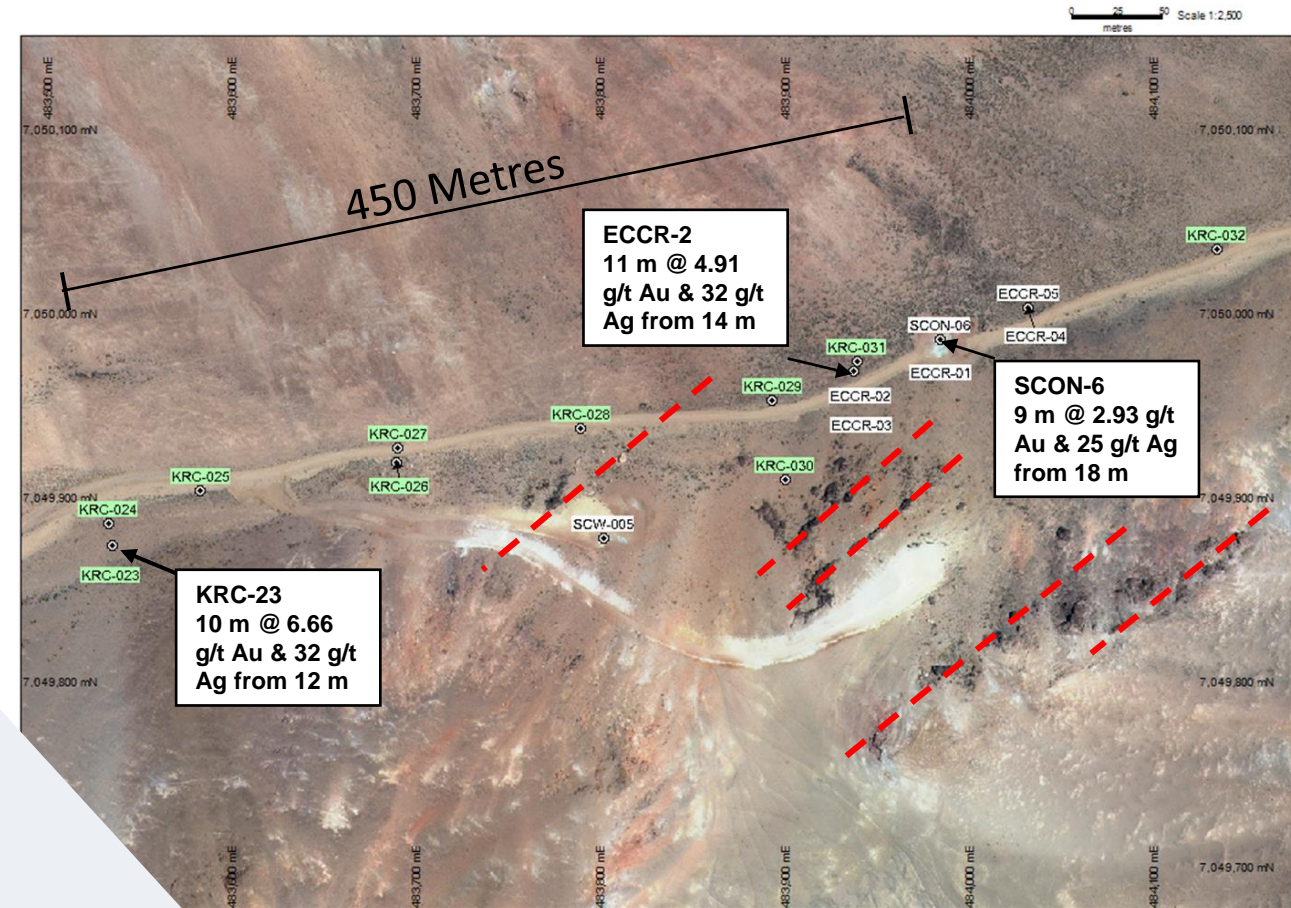 0 25 50 Scale 1:2,500
metres
483,500 mE
483,600 mE
483,700 mE
483,800 mE
483,900 mE
484,000 mE
484,100 mE
7,050,100 mN
7,050,100 mN
450 Metres
ECCR-2
11 m @ 4.91
g/t Au & 32 g/t
Ag from 14 m
KRC-032
ECCR-05
7,050,000 mN
7,050,000 mN
SCON-06
ECCR-04
KRC-031
ECCR-01
SCON-6
9 m @ 2.93 g/t
Au & 25 g/t Ag
from 18 m
KRC-029
ECCR-02
KRC-028
ECCR-03
KRC-027
KRC-030
KRC-025
KRC-026
7,049,900 mN
7,049,900 mN
KRC-024
SCW-005
KRC-023
KRC-23
10 m @ 6.66
g/t Au & 32 g/t
Ag from 12 m
7,049,800 mN
7,049,800 mN
483,600 mE
483,700 mE
483,800 mE
483,900 mE
484,000 mE
484,100 mE
7,049,700 mN